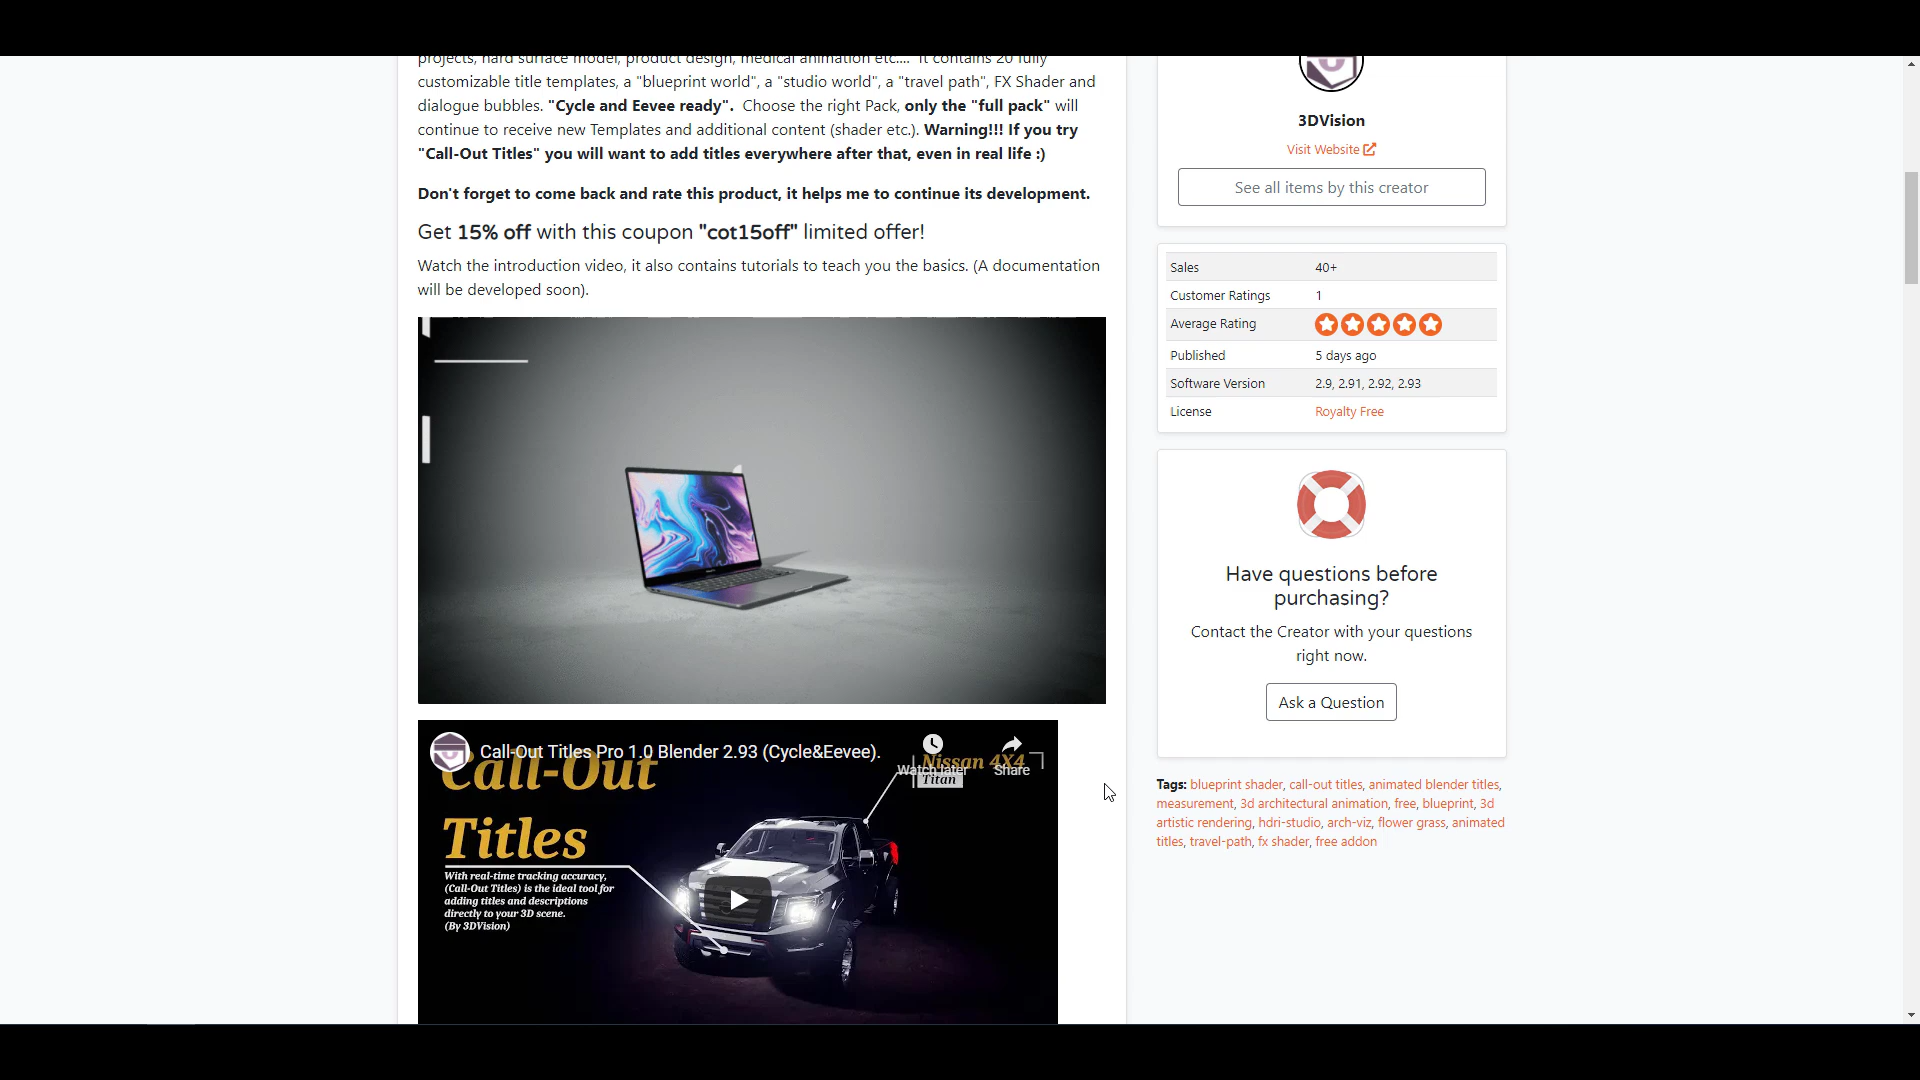 projects, hard surface model, product design, medical animation etc.... It contains 20 fully
customizable title templates, a "blueprint world", a "studio world", a "travel path", FX Shader and
dialogue bubbles. "Cycle and Eevee ready". Choose the right Pack, only the "full pack" will
continue to receive new Templates and additional content (shader etc.). Warning!!! If you try
"Call-Out Titles" you will want to add titles everywhere after that, even in real life :)
Don't forget to come back and rate this product, it helps me to continue its development.
Get 15% off with this coupon "cot15off" limited offer!
Watch the introduction video, it also contains tutorials to teach you the basics. (A documentation
will be developed soon).
Call-Out Titles Pro 1.0 Blender 2.93 (Cycle&Eevee).
Watch later
Share
Call-Out
Titles
Nissan 4X4
Titan
With real-time tracking accuracy,
(Call-Out Titles) is the ideal tool for
adding titles and descriptions
directly to your 3D scene.
(By 3DVision)
3DVision
Visit Website
See all items by this creator
Sales 40+
Customer Ratings 1
Average Rating
Published 5 days ago
Software Version 2.9, 2.91, 2.92, 2.93
License Royalty Free
Have questions before
purchasing?
Contact the Creator with your questions
right now.
Ask a Question
Tags: blueprint shader, call-out titles, animated blender titles,
measurement, 3d architectural animation, free, blueprint, 3d
artistic rendering, hdri-studio, arch-viz, flower grass, animated
titles, travel-path, fx shader, free addon